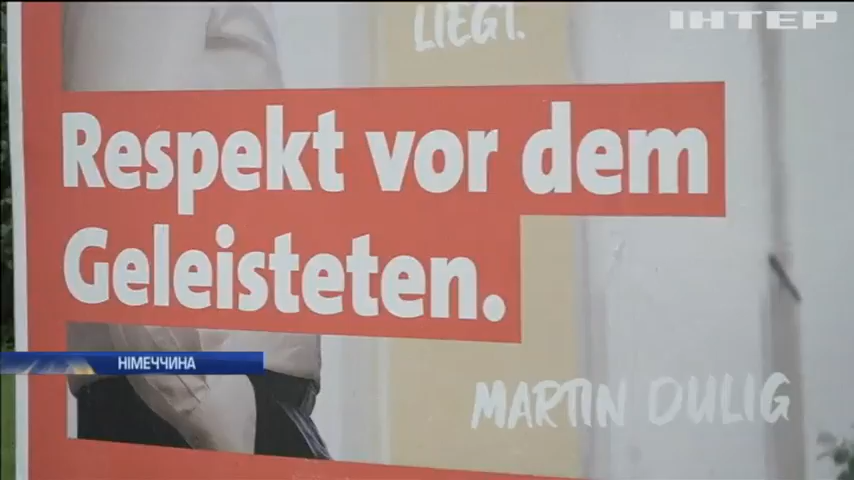 LIEGT.
ІНТЕР
Respekt vor dem
Geleisteten.
НІМЕЧЧИНА
MARTIN DULIG